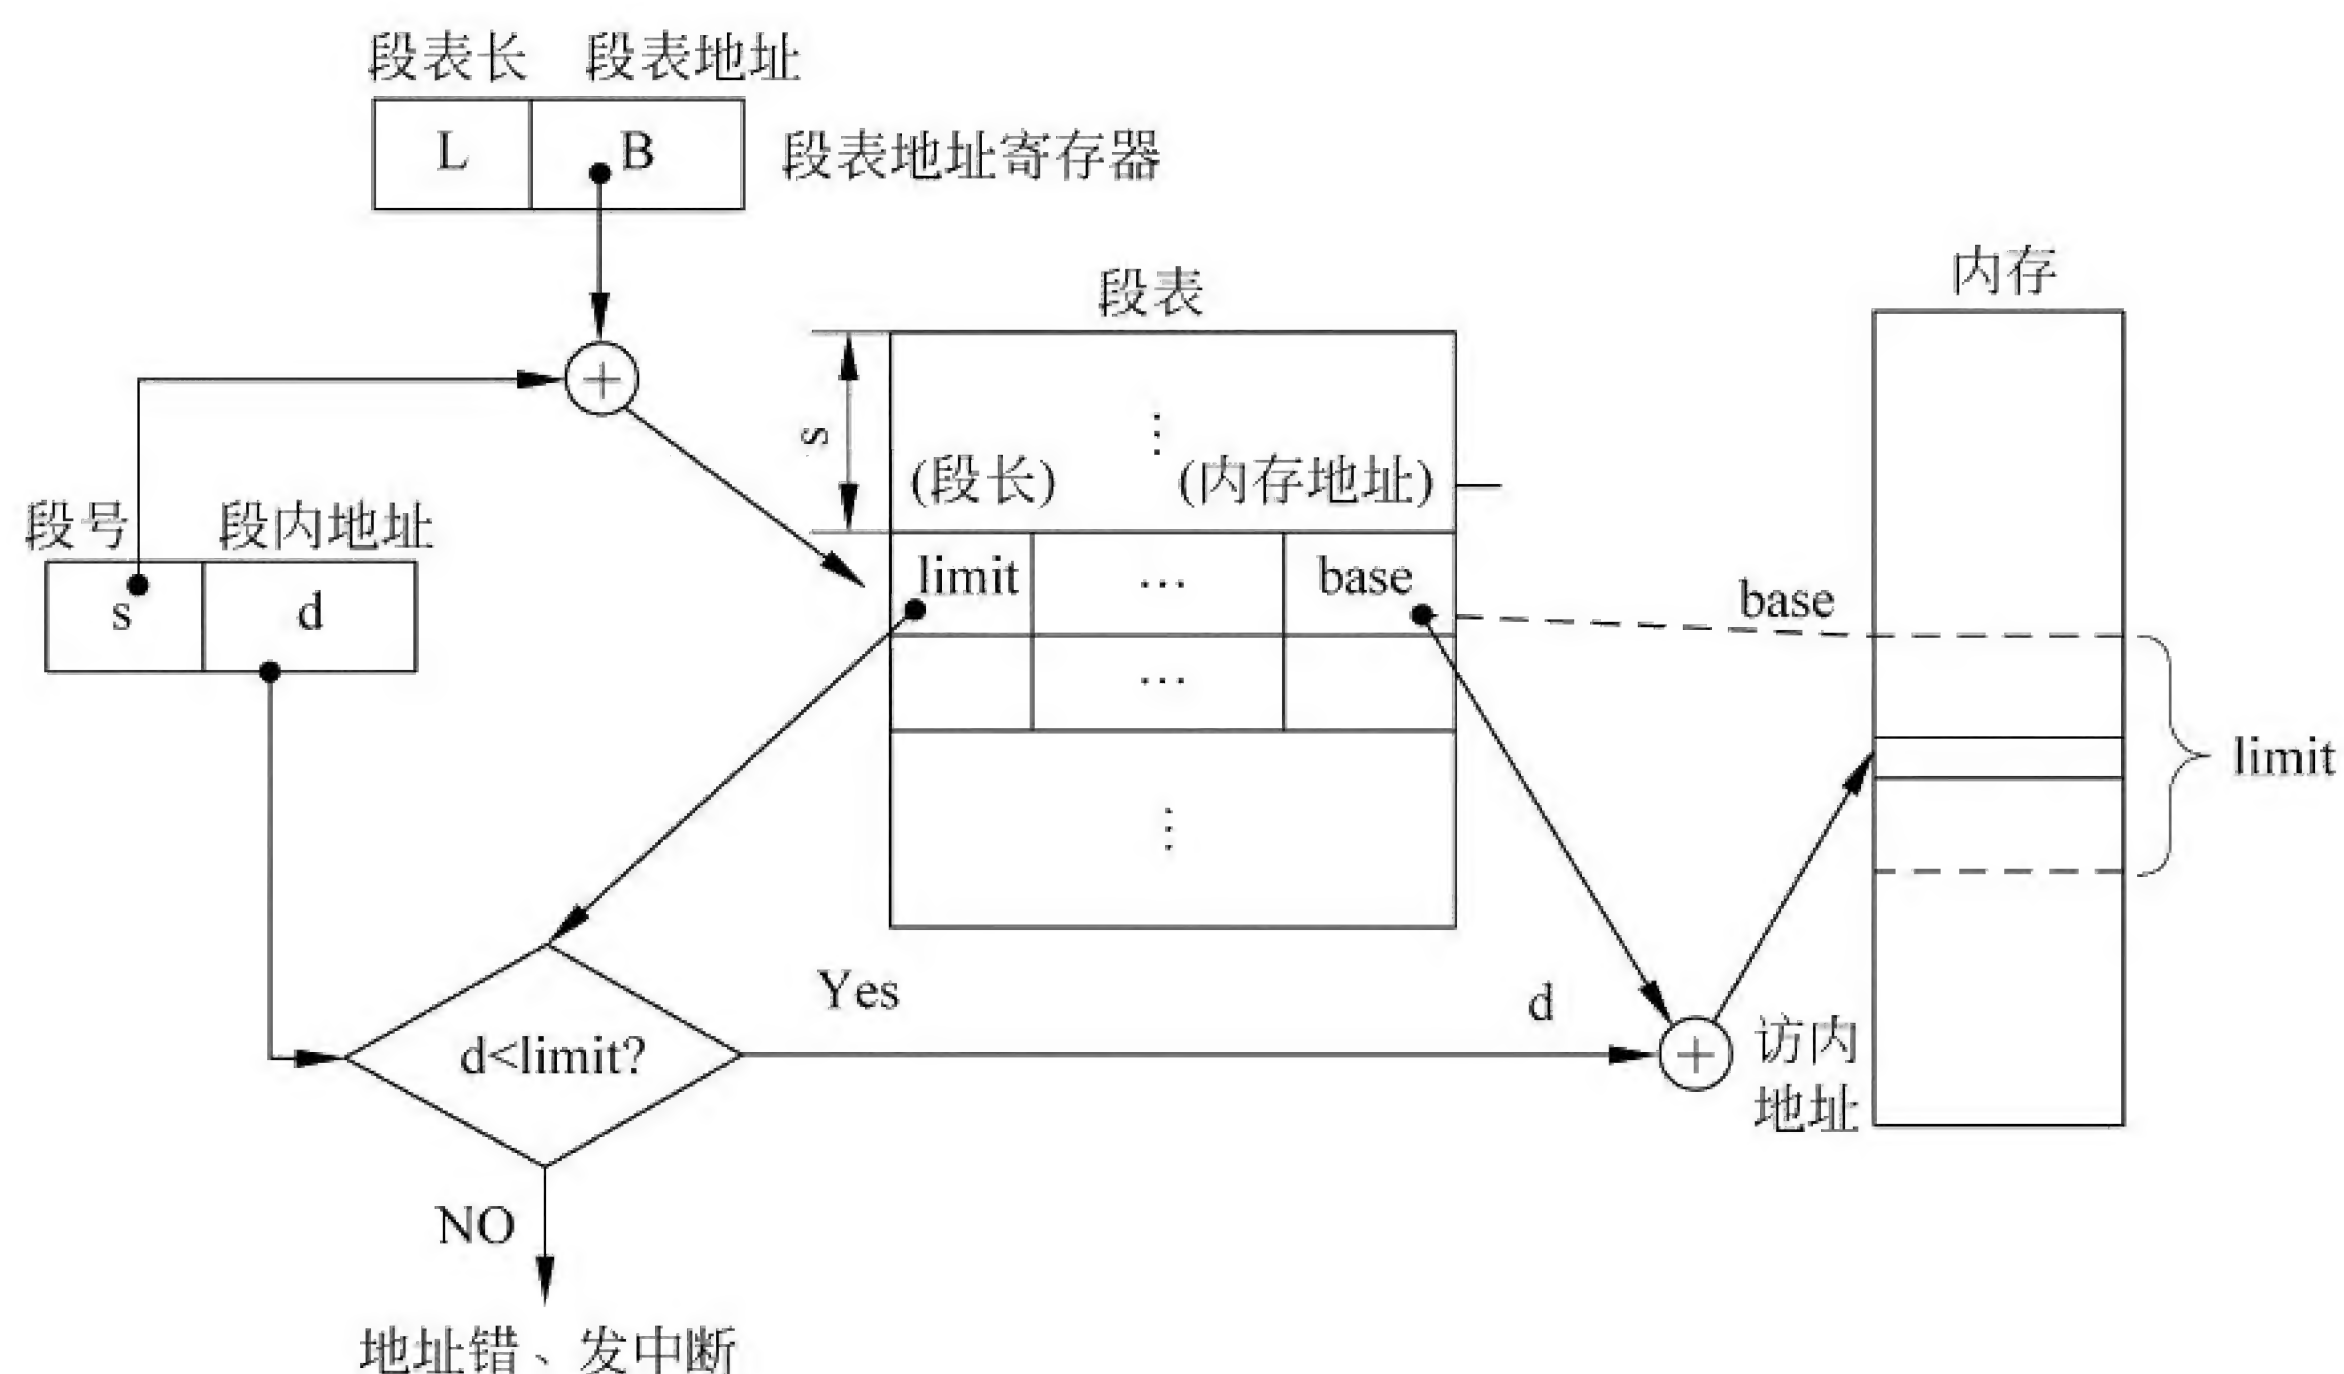 段表长 段表地址
L B 段表地址寄存器
内存
段表
s
(段长) (内存地址)
段号 段内地址
s d
limit … base
base
…
limit
Yes
d
d<limit?
访内
地址
NO
地址错、发中断